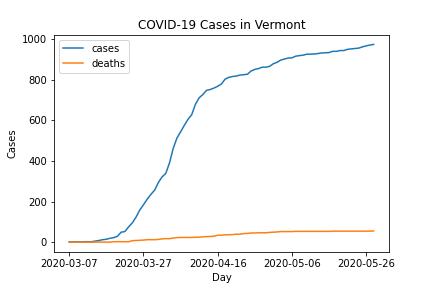 COVID-19 Cases in Vermont
cases
deaths
Cases
1000
800
600
400
200
0
2020-03-07 2020-03-27 2020-04-16 2020-05-06 2020-05-26
Day